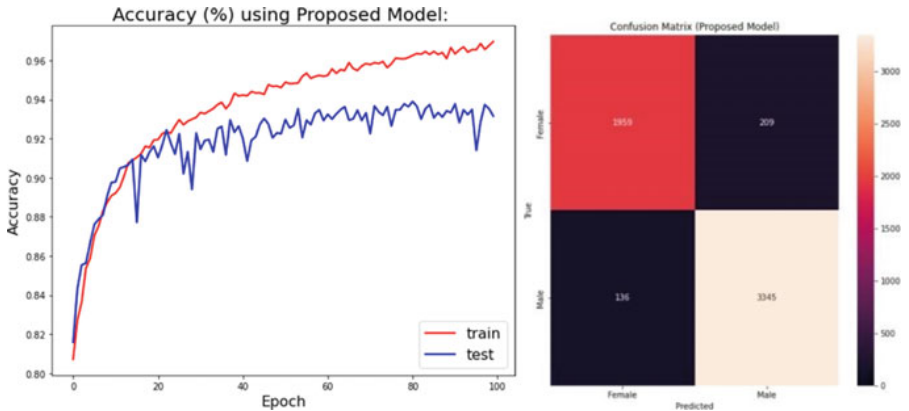 Accuracy (%) using Proposed Model:
0.96
0.94
0.92
0.90
0.88
0.86
0.84
0.82
0.80
Accuracy
0
20
40
60
80
100
Epoch
train
test
Confusion Matrix (Proposed Model)
Female
Male
True
1959
209
136
3345
Female
Male
Predicted
3000
2500
2000
1500
1000
500
0